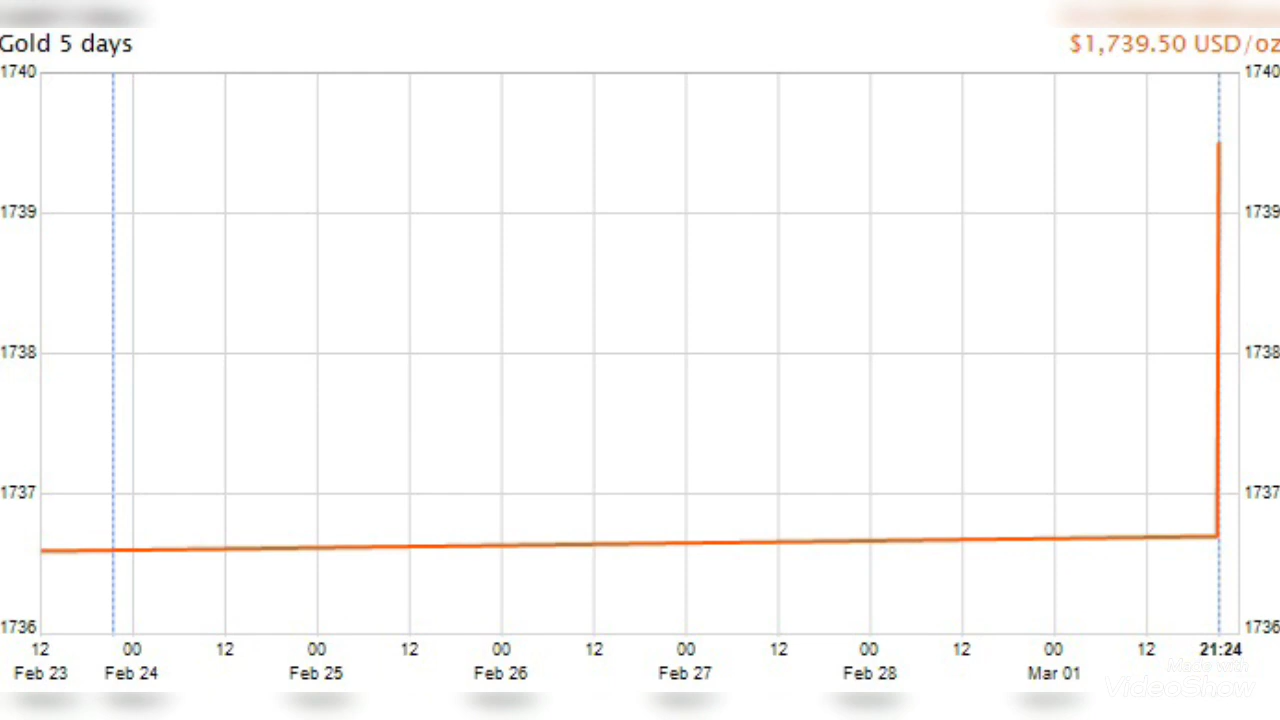 Gold 5 days
$1,739.50 USD/oz
1740 1740
1739 1739
1738 1738
1737 1737
1736 1736
12 00 12 00 12 00 12 00 12 00 12 00 12 21:24
Feb 23 Feb 24 Feb 25 Feb 26 Feb 27 Feb 28 Mar 01
Made with
VideoShow